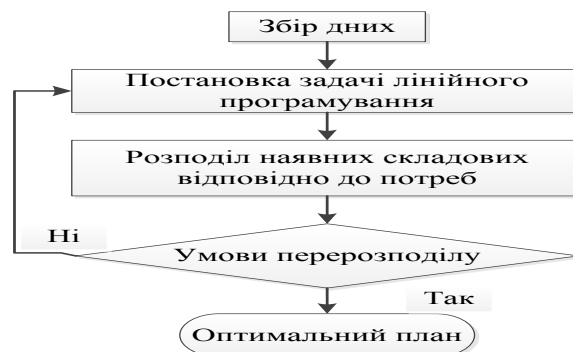 Збір дних
Постановка задачі лінійного
програмування
Розподіл наявних складових
відповідно до потреб
Ні
Умови перерозподілу
Так
Оптимальний план